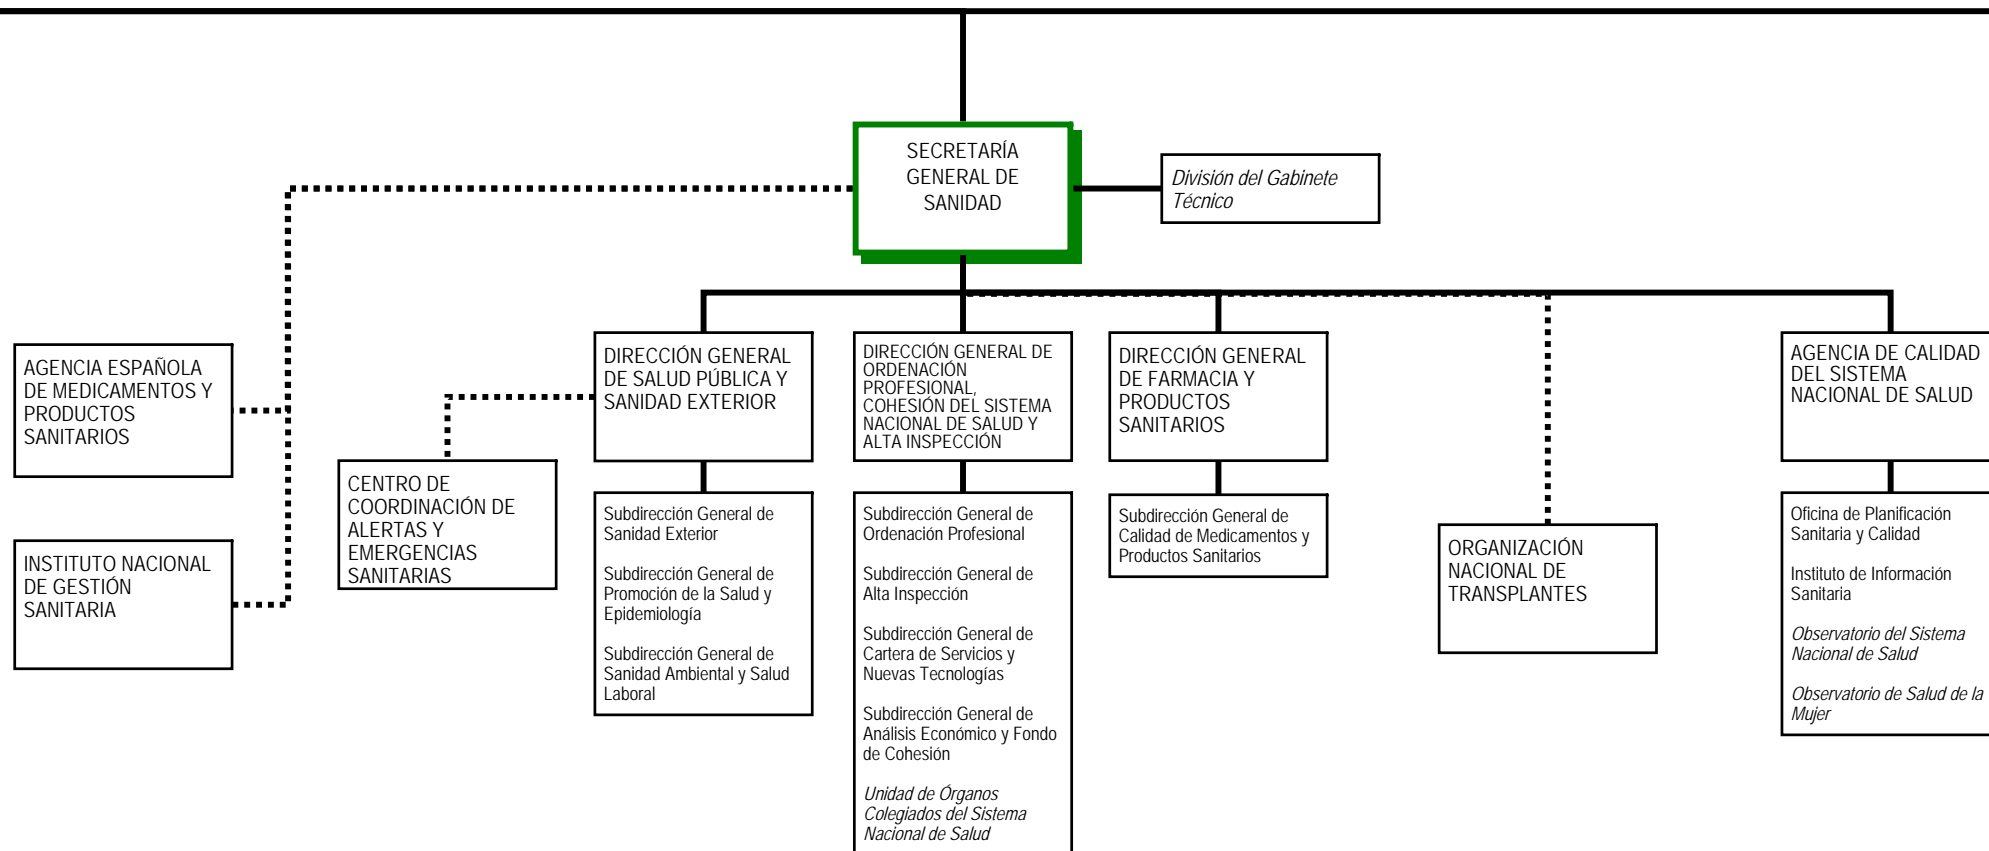 SECRETARÍA
GENERAL DE
SANIDAD
División del Gabinete
Técnico
AGENCIA ESPAÑOLA
DE MEDICAMENTOS Y
PRODUCTOS
SANITARIOS
INSTITUTO NACIONAL
DE GESTIÓN
SANITARIA
CENTRO DE
COORDINACIÓN DE
ALERTAS Y
EMERGENCIAS
SANITARIAS
DIRECCIÓN GENERAL
DE SALUD PÚBLICA Y
SANIDAD EXTERIOR
Subdirección General de
Sanidad Exterior
Subdirección General de
Promoción de la Salud y
Epidemiología
Subdirección General de
Sanidad Ambiental y Salud
Laboral
DIRECCIÓN GENERAL DE
ORDENACIÓN
PROFESIONAL,
COHESIÓN DEL SISTEMA
NACIONAL DE SALUD Y
ALTA INSPECCIÓN
Subdirección General de
Ordenación Profesional
Subdirección General de
Alta Inspección
Subdirección General de
Cartera de Servicios y
Nuevas Tecnologías
Subdirección General de
Análisis Económico y Fondo
de Cohesión
Unidad de Órganos
Colegiados del Sistema
Nacional de Salud
DIRECCIÓN GENERAL
DE FARMACIA Y
PRODUCTOS
SANITARIOS
Subdirección General de
Calidad de Medicamentos y
Productos Sanitarios
ORGANIZACIÓN
NACIONAL DE
TRANSPLANTES
AGENCIA DE CALIDAD
DEL SISTEMA
NACIONAL DE SALUD
Oficina de Planificación
Sanitaria y Calidad
Instituto de Información
Sanitaria
Observatorio del Sistema
Nacional de Salud
Observatorio de Salud de la
Mujer